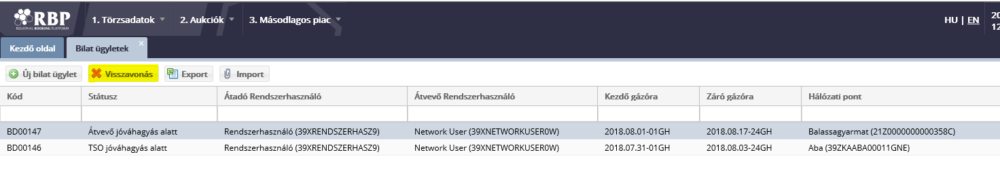 RBP
REGIONAL BOOKING PLATFORM
1. Törzsadatok 2. Aukciók 3. Másodlagos piac HU | EN 20
12
Kezdő oldal Bilat ügyletek ×
Új bilat ügylet Visszavonás Export Import
Kód Státusz Átadó Rendszerhasználó Átvevő Rendszerhasználó Kezdő gázóra Záró gázóra Hálózati pont
BD00147 Átvevő jóváhagyás alatt Rendszerhasználó (39XRENDSZERHASZ9) Network User (39XNETWORKUSER0W) 2018.08.01-01GH 2018.08.17-24GH Balassagyarmat (21Z0000000000358C)
BD00146 TSO jóváhagyás alatt Rendszerhasználó (39XRENDSZERHASZ9) Network User (39XNETWORKUSER0W) 2018.07.31-01GH 2018.08.03-24GH Aba (39ZKAABA00011GNE)